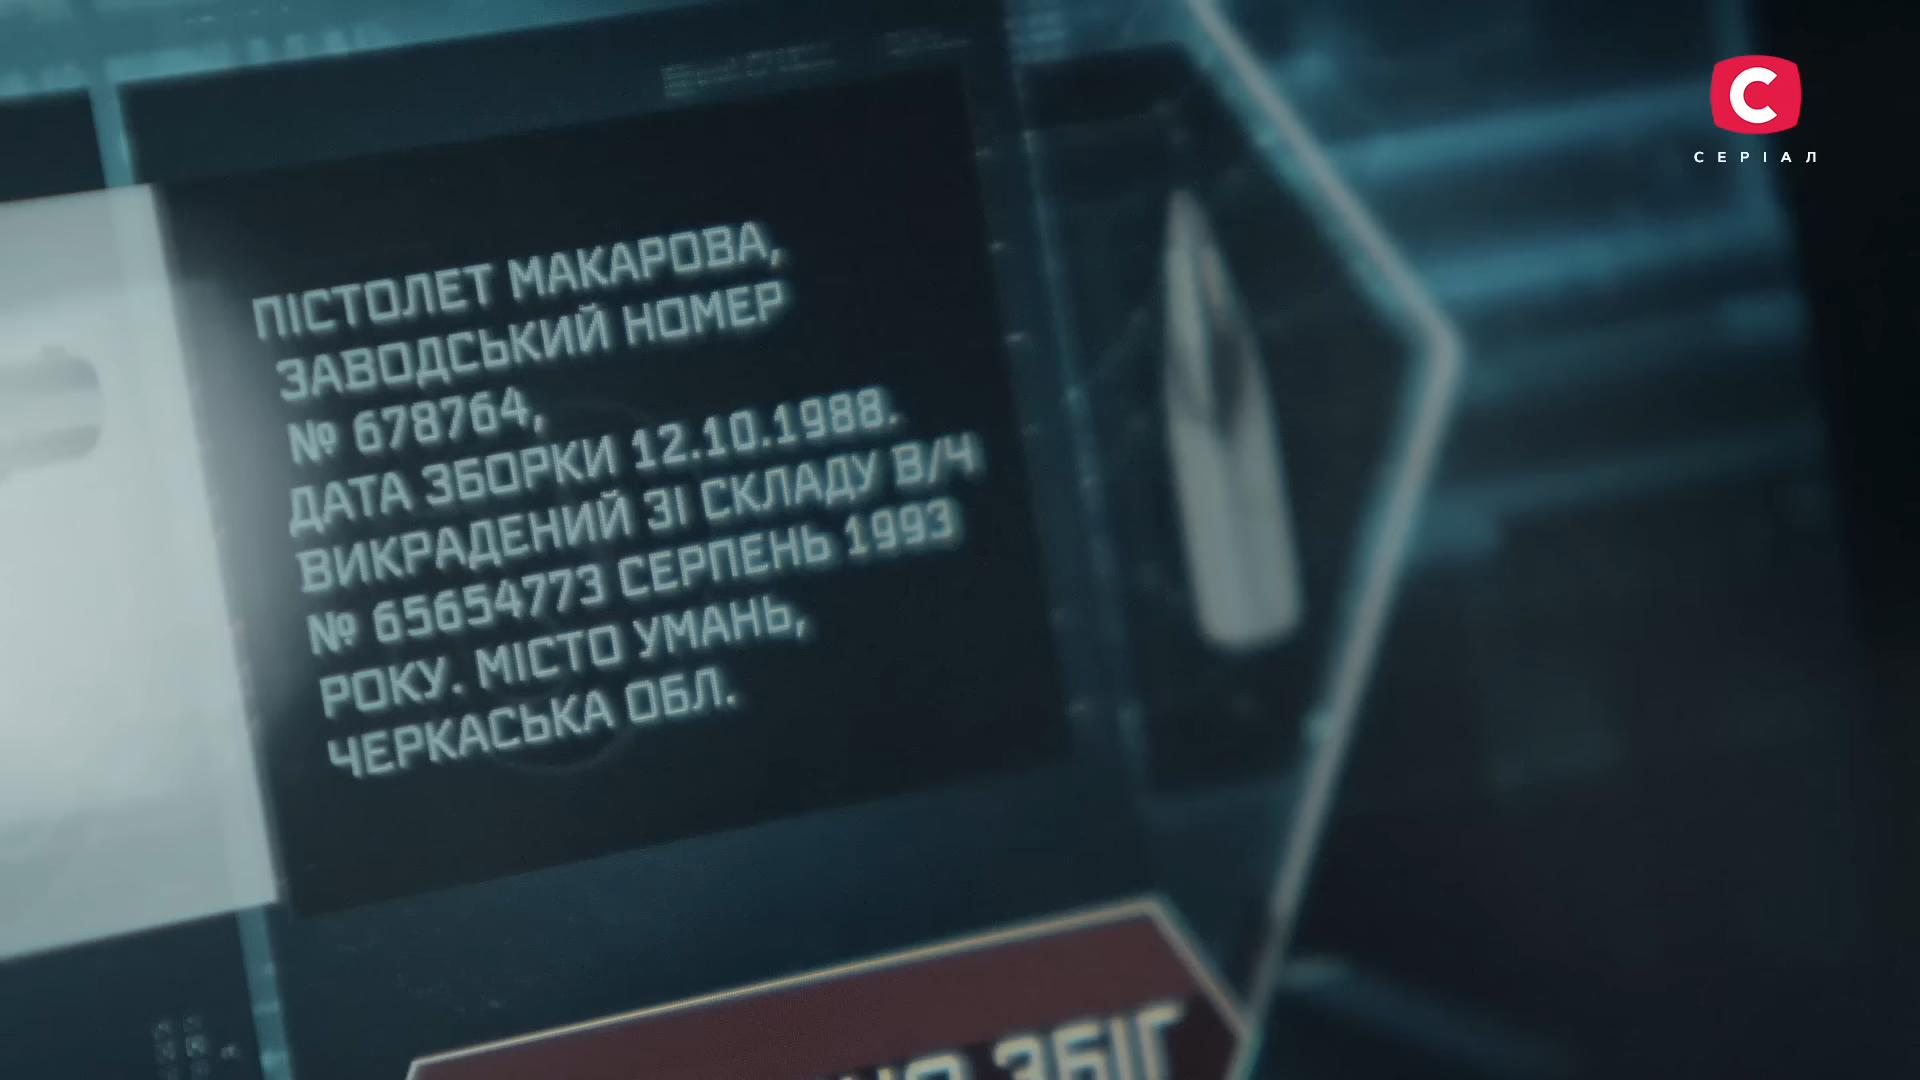 С
СЕРІАЛ
ПІСТОЛЕТ МАКАРОВА,
ЗАВОДСЬКИЙ НОМЕР
№ 678764,
ДАТА ЗБОРКИ 12.10.1988.
ВИКРАДЕНИЙ ЗІ СКЛАДУ В/Ч
№ 65654773 СЕРПЕНЬ 1993
РОКУ. МІСТО УМАНЬ,
ЧЕРКАСЬКА ОБЛ.
ЗБІГ